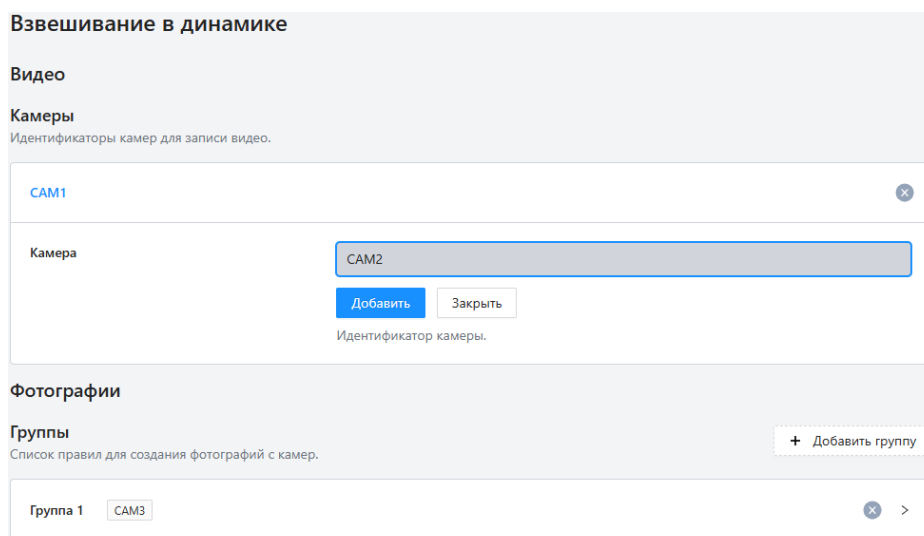 Взвешивание в динамике
Видео
Камеры
Идентификаторы камер для записи видео.
CAM1
Камера
CAM2
Добавить
Закрыть
Идентификатор камеры.
Фотографии
Группы
+ Добавить группу
Список правил для создания фотографий с камер.
Группа 1
CAM3